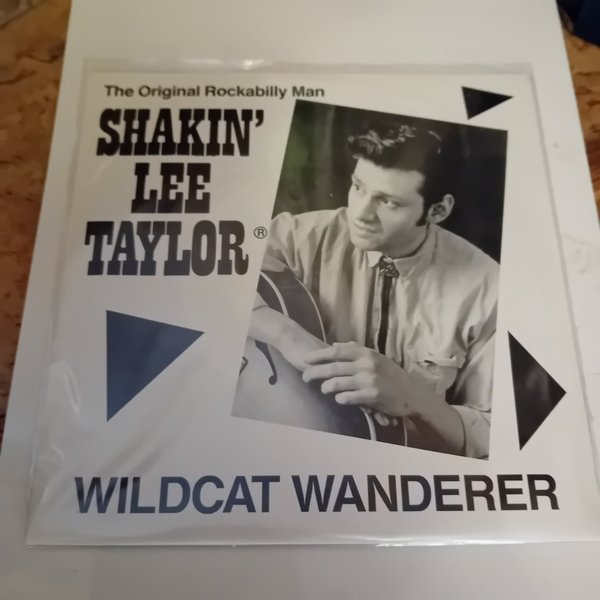 The Original Rockabilly Man
SHAKIN'
LEE
TAYLOR®
WILDCAT WANDERER